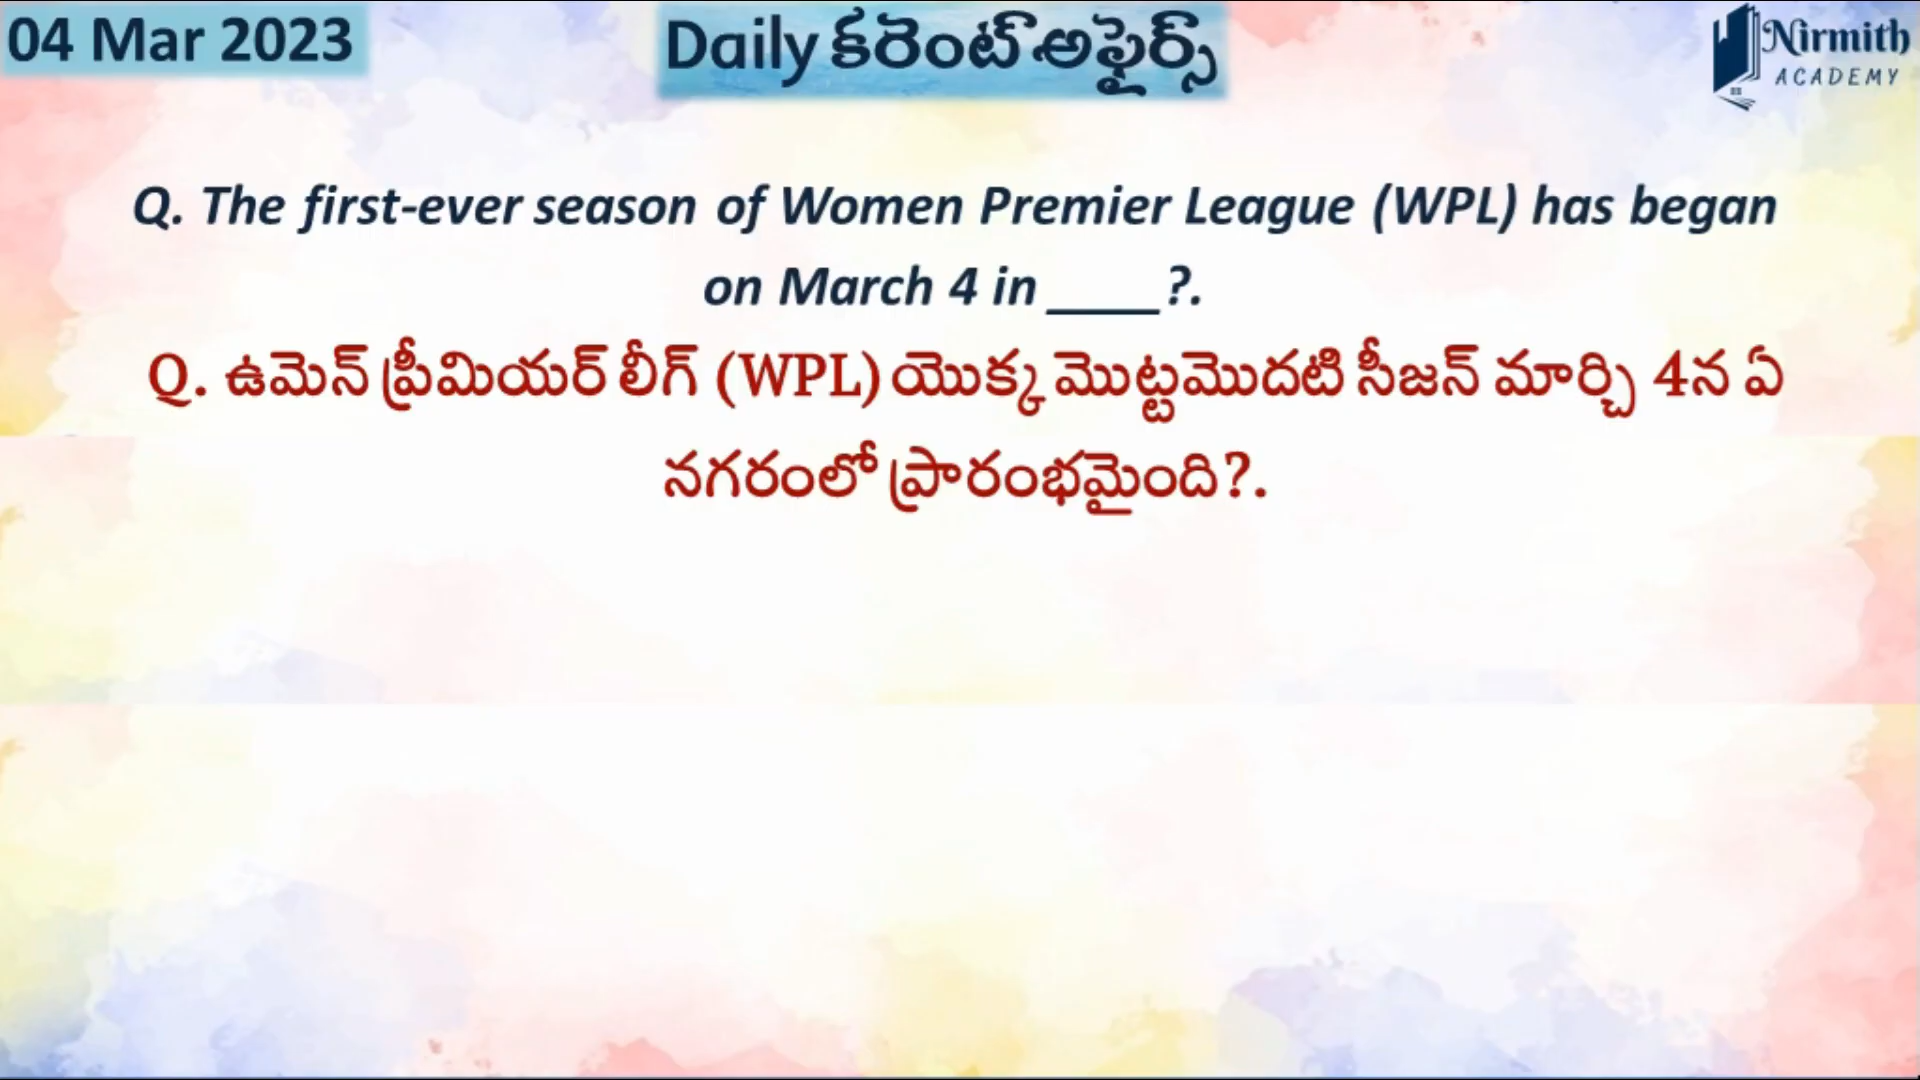 04 Mar 2023
Daily కరెంట్ అఫైర్స్
Nirmith
ACADEMY
Q. The first-ever season of Women Premier League (WPL) has began
on March 4 in ____?.
Q. ఉమెన్ ప్రీమియర్ లీగ్ (WPL) యొక్క మొట్టమొదటి సీజన్ మార్చి 4న ఏ
నగరంలో ప్రారంభమైంది?.